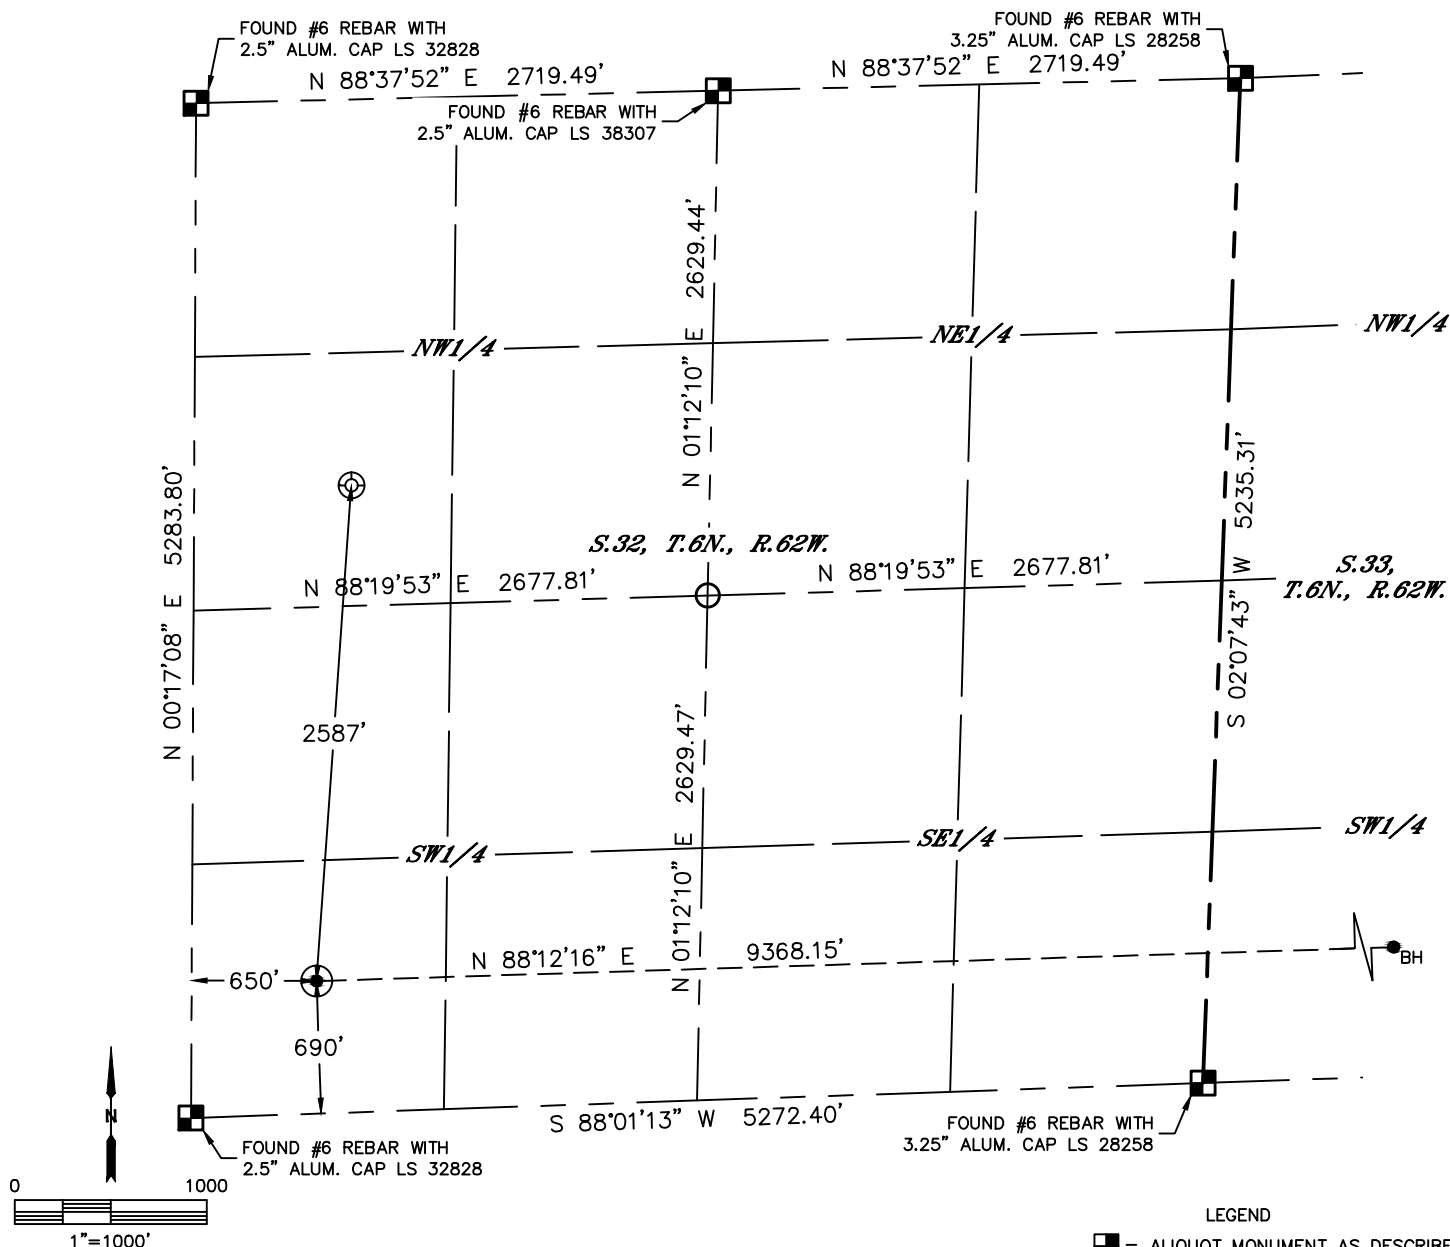 FOUND #6 REBAR WITH
2.5" ALUM. CAP LS 32828
N 88°37'52" E 2719.49'
FOUND #6 REBAR WITH
2.5" ALUM. CAP LS 38307
FOUND #6 REBAR WITH
3.25" ALUM. CAP LS 28258
N 88°37'52" E 2719.49'
N 01°12'10" E 2629.44'
NW1/4
NE1/4
NW1/4
N 00°17'08" E 5283.80'
S.32, T.6N., R.62W.
N 88°19'53" E 2677.81'
N 88°19'53" E 2677.81'
S 02°07'43" W 5235.31'
S.33,
T.6N., R.62W.
2587'
N 01°12'10" E 2629.47'
SW1/4
SE1/4
SW1/4
N 88°12'16" E 9368.15'
BH
650'
690'
N
S 88°01'13" W 5272.40'
FOUND #6 REBAR WITH
2.5" ALUM. CAP LS 32828
FOUND #6 REBAR WITH
3.25" ALUM. CAP LS 28258
0 1000
1"=1000'
LEGEND
= ALIQUOT MONUMENT AS DESCRIBE